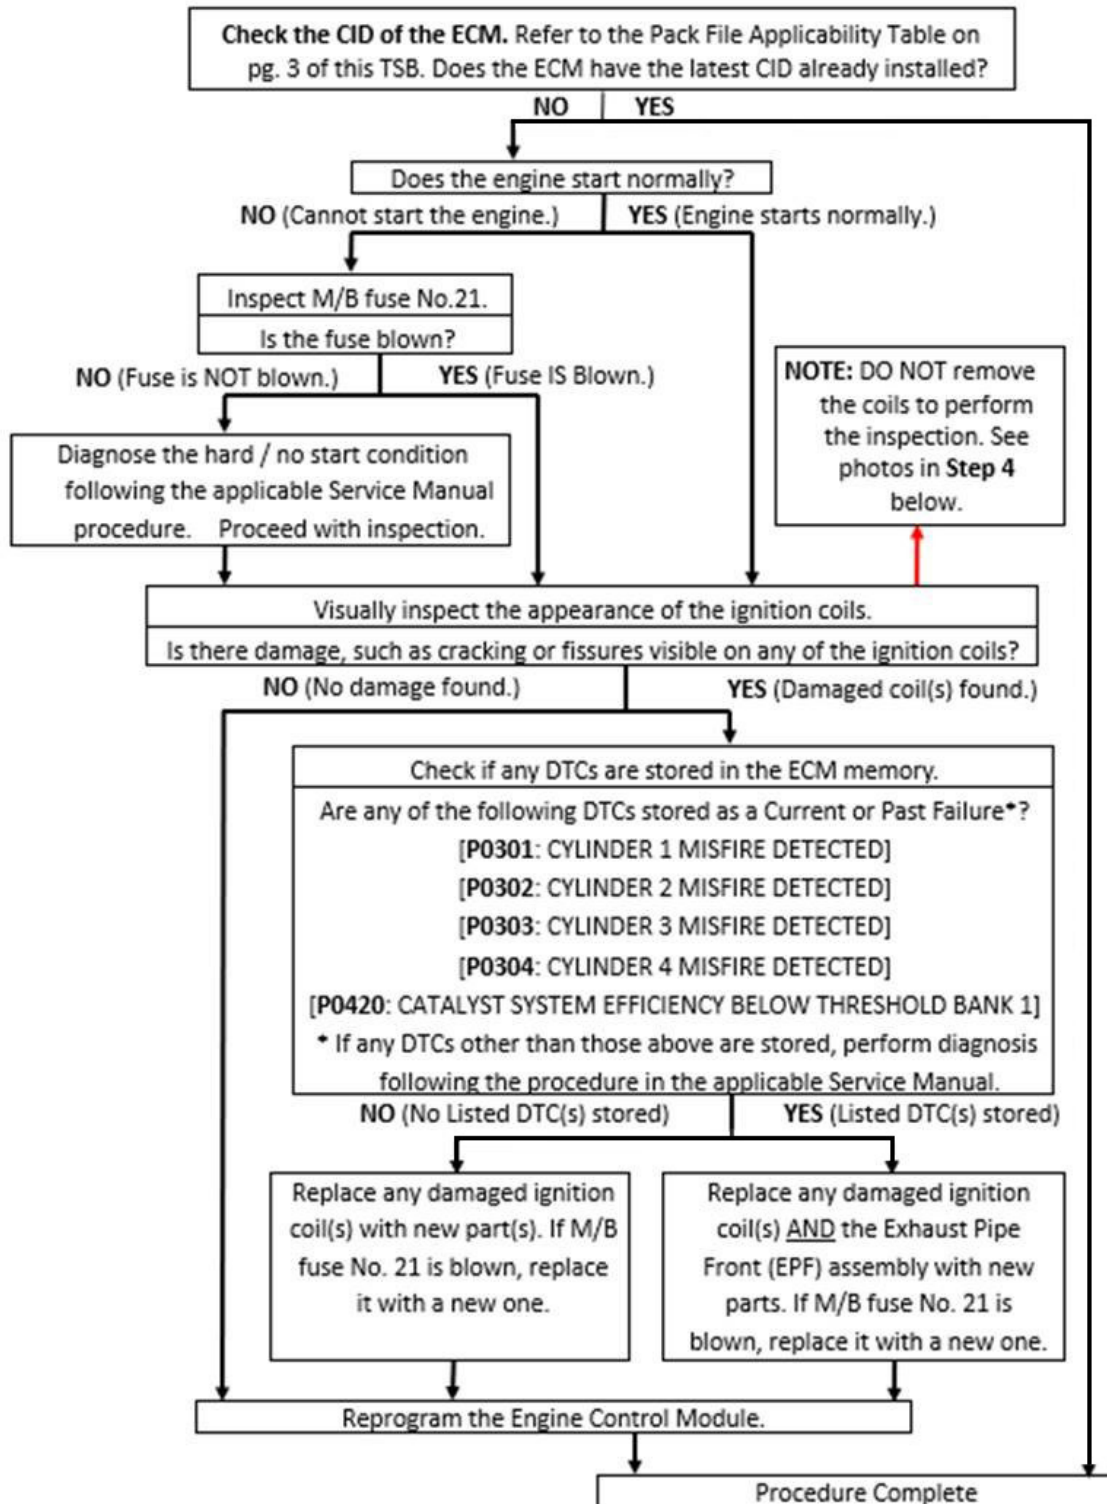 Check the CID of the ECM. Refer to the Pack File Applicability Table on
pg. 3 of this TSB. Does the ECM have the latest CID already installed?
NO YES
Does the engine start normally?
NO (Cannot start the engine.) YES (Engine starts normally.)
Inspect M/B fuse No.21.
Is the fuse blown?
NO (Fuse is NOT blown.) YES (Fuse IS Blown.)
NOTE: DO NOT remove
the coils to perform
the inspection. See
photos in Step 4
below.
Diagnose the hard / no start condition
following the applicable Service Manual
procedure. Proceed with inspection.
Visually inspect the appearance of the ignition coils.
Is there damage, such as cracking or fissures visible on any of the ignition coils?
NO (No damage found.) YES (Damaged coil(s) found.)
Check if any DTCs are stored in the ECM memory.
Are any of the following DTCs stored as a Current or Past Failure*?
[P0301: CYLINDER 1 MISFIRE DETECTED]
[P0302: CYLINDER 2 MISFIRE DETECTED]
[P0303: CYLINDER 3 MISFIRE DETECTED]
[P0304: CYLINDER 4 MISFIRE DETECTED]
[P0420: CATALYST SYSTEM EFFICIENCY BELOW THRESHOLD BANK 1]
* If any DTCs other than those above are stored, perform diagnosis
following the procedure in the applicable Service Manual.
NO (No Listed DTC(s) stored) YES (Listed DTC(s) stored)
Replace any damaged ignition
coil(s) with new part(s). If M/B
fuse No. 21 is blown, replace
it with a new one.
Replace any damaged ignition
coil(s) AND the Exhaust Pipe
Front (EPF) assembly with new
parts. If M/B fuse No. 21 is
blown, replace it with a new one.
Reprogram the Engine Control Module.
Procedure Complete